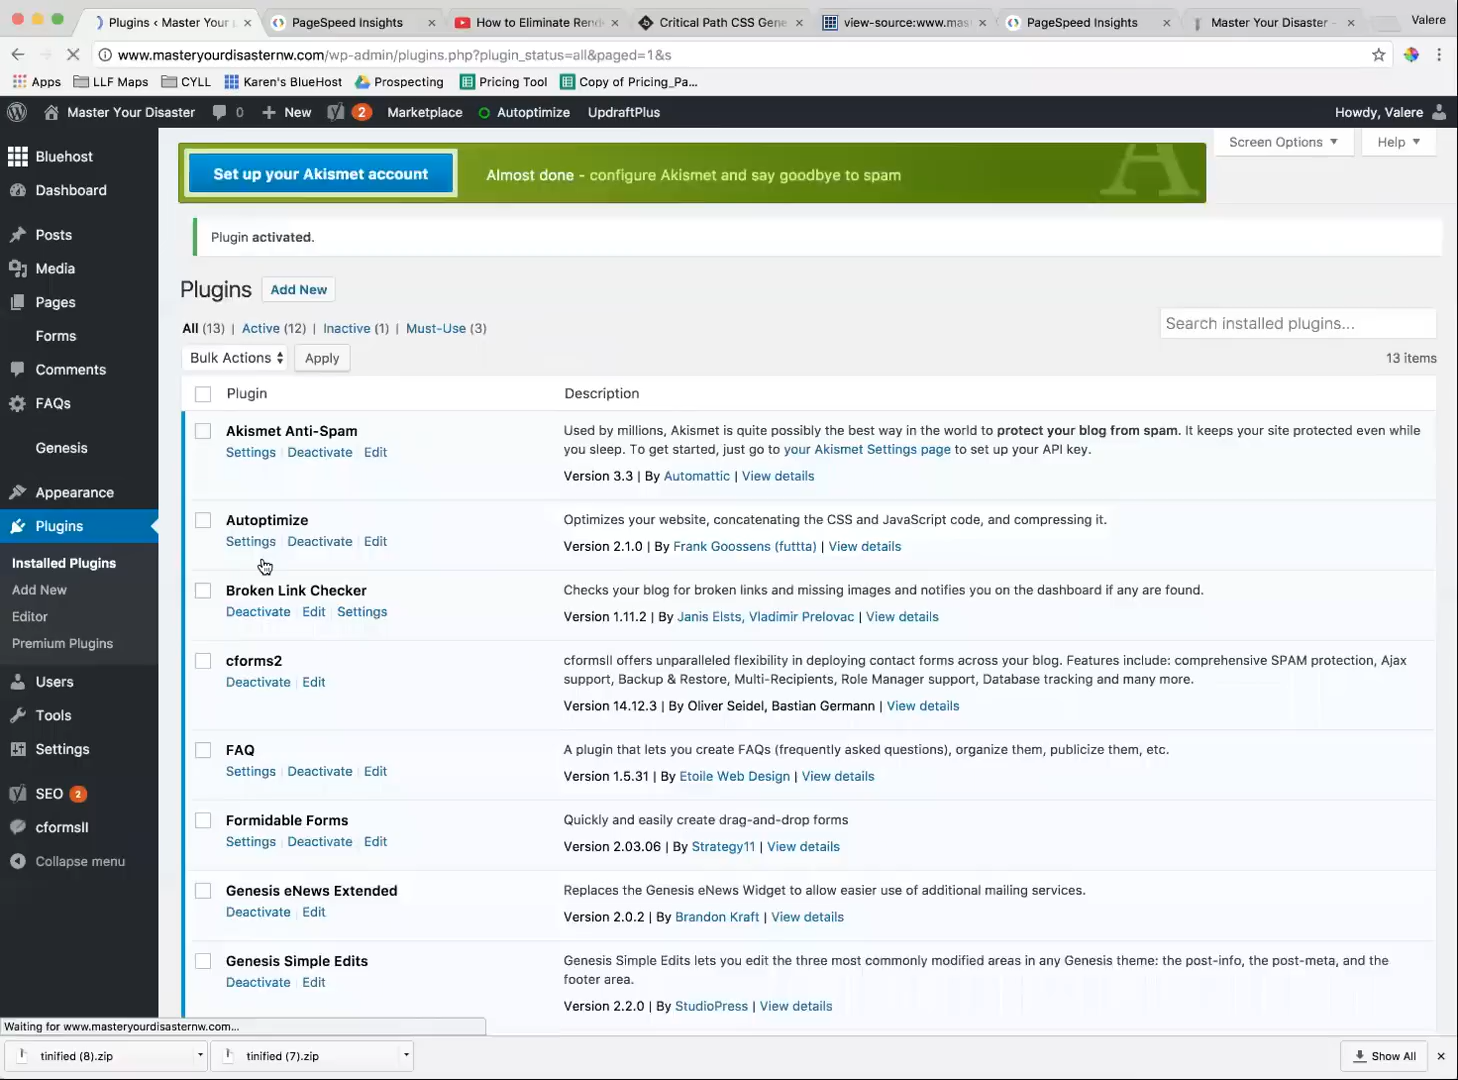 Plugins < Master Your
PageSpeed Insights
How to Eliminate Ren
Critical Path CSS Gen
view-source:www.mas
PageSpeed Insights
Master Your Disaster -
Valere
www.masteryourdisasternw.com/wp-admin/plugins.php?plugin_status=all&paged=1&s
Apps
LLF Maps
CYLL
Karen's BlueHost
Prospecting
Pricing Tool
Copy of Pricing_Pa...
Master Your Disaster
0
New
2
Marketplace
Autoptimize
UpdraftPlus
Howdy, Valere
Bluehost
Dashboard
Posts
Media
Pages
Forms
Comments
FAQs
Genesis
Appearance
Plugins
Installed Plugins
Add New
Editor
Premium Plugins
Users
Tools
Settings
SEO 2
cformsII
Collapse menu
Screen Options
Help
Set up your Akismet account
Almost done - configure Akismet and say goodbye to spam
A
Plugin activated.
Plugins Add New
All (13) | Active (12) | Inactive (1) | Must-Use (3)
Search installed plugins...
Bulk Actions Apply
13 items
Plugin Description
Akismet Anti-Spam
Settings | Deactivate | Edit
Used by millions, Akismet is quite possibly the best way in the world to protect your blog from spam. It keeps your site protected even while
you sleep. To get started, just go to your Akismet Settings page to set up your API key.
Version 3.3 | By Automattic | View details
Autoptimize
Settings | Deactivate | Edit
Optimizes your website, concatenating the CSS and JavaScript code, and compressing it.
Version 2.1.0 | By Frank Goossens (futtta) | View details
Broken Link Checker
Deactivate | Edit | Settings
Checks your blog for broken links and missing images and notifies you on the dashboard if any are found.
Version 1.11.2 | By Janis Elsts, Vladimir Prelovac | View details
cforms2
Deactivate | Edit
cformsII offers unparalleled flexibility in deploying contact forms across your blog. Features include: comprehensive SPAM protection, Ajax
support, Backup & Restore, Multi-Recipients, Role Manager support, Database tracking and many more.
Version 14.12.3 | By Oliver Seidel, Bastian Germann | View details
FAQ
Settings | Deactivate | Edit
A plugin that lets you create FAQs (frequently asked questions), organize them, publicize them, etc.
Version 1.5.31 | By Etoile Web Design | View details
Formidable Forms
Settings | Deactivate | Edit
Quickly and easily create drag-and-drop forms
Version 2.03.06 | By Strategy11 | View details
Genesis eNews Extended
Deactivate | Edit
Replaces the Genesis eNews Widget to allow easier use of additional mailing services.
Version 2.0.2 | By Brandon Kraft | View details
Genesis Simple Edits
Deactivate | Edit
Genesis Simple Edits lets you edit the three most commonly modified areas in any Genesis theme: the post-info, the post-meta, and the
footer area.
Version 2.2.0 | By StudioPress | View details
Waiting for www.masteryourdisasternw.com...
tinified (8).zip
tinified (7).zip
Show All